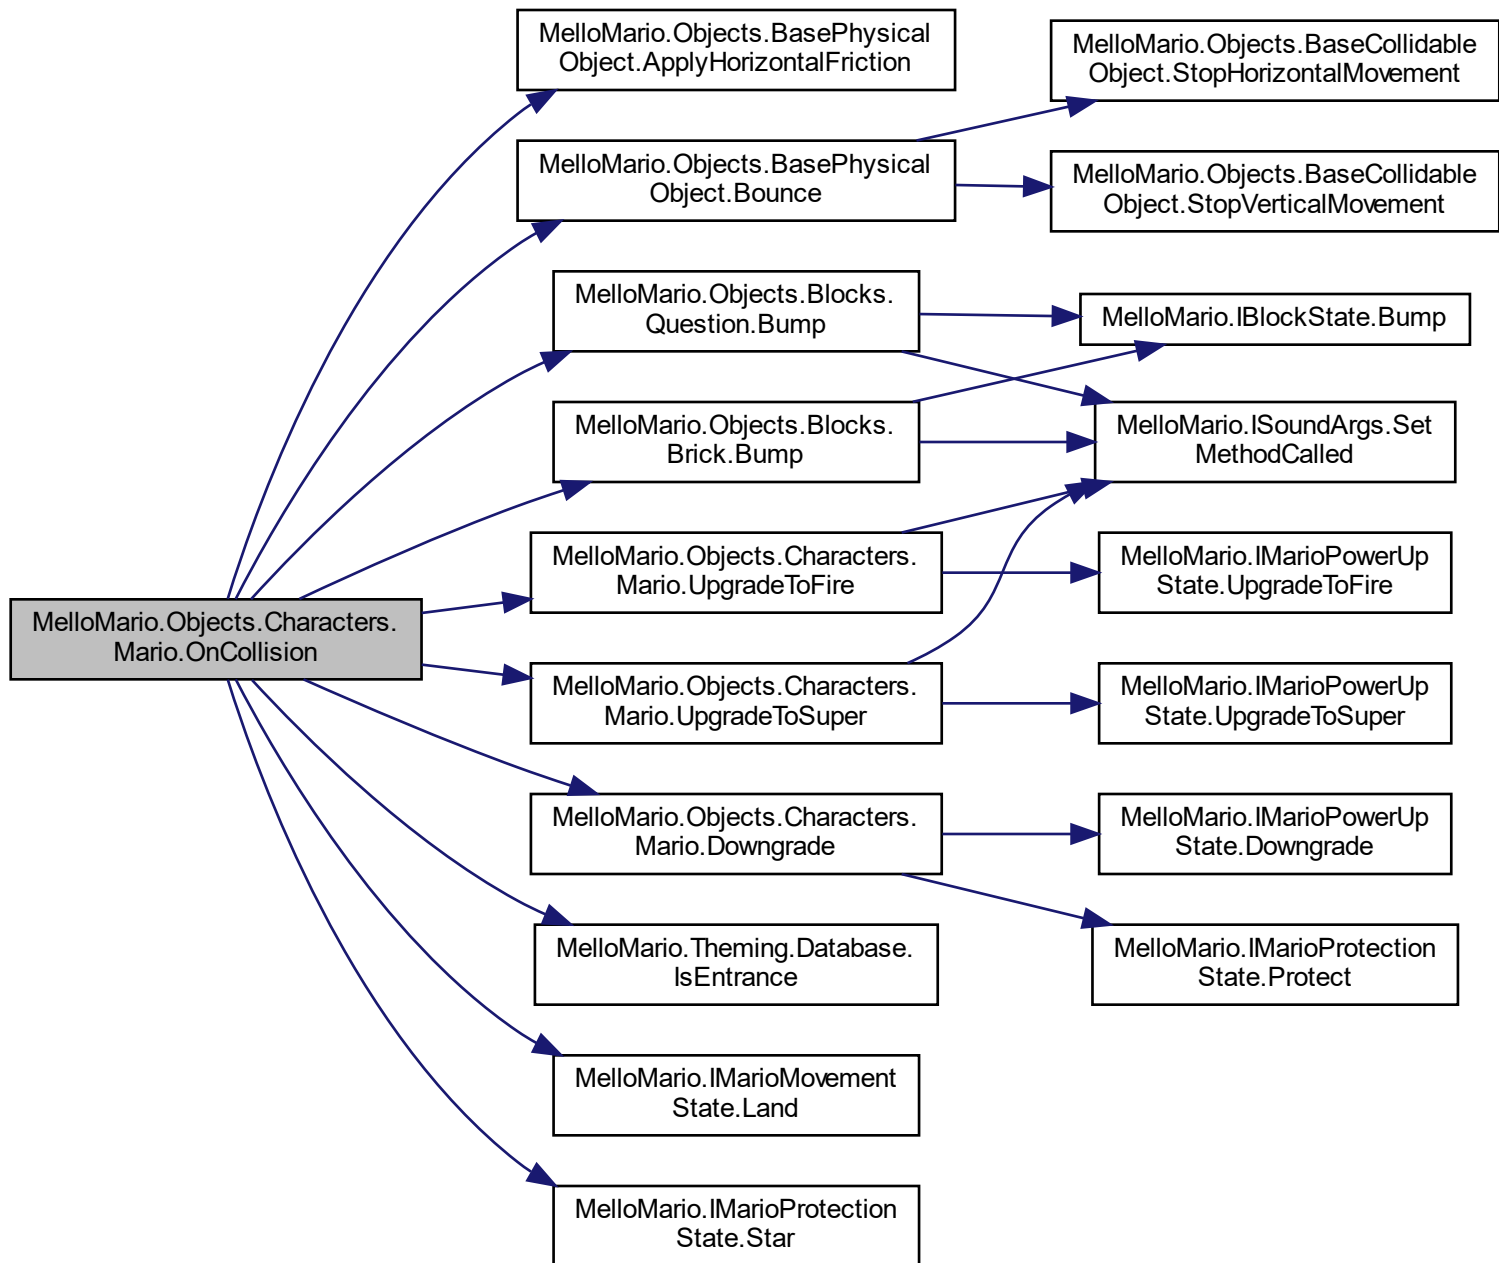 MelloMario.Objects.Characters.
Mario.OnCollision
MelloMario.Objects.BasePhysical
Object.ApplyHorizontalFriction
MelloMario.Objects.BasePhysical
Object.Bounce
MelloMario.Objects.BaseCollidable
Object.StopHorizontalMovement
MelloMario.Objects.BaseCollidable
Object.StopVerticalMovement
MelloMario.Objects.Blocks.
Question.Bump
MelloMario.IBlockState.Bump
MelloMario.Objects.Blocks.
Brick.Bump
MelloMario.ISoundArgs.Set
MethodCalled
MelloMario.Objects.Characters.
Mario.UpgradeToFire
MelloMario.IMarioPowerUp
State.UpgradeToFire
MelloMario.Objects.Characters.
Mario.UpgradeToSuper
MelloMario.IMarioPowerUp
State.UpgradeToSuper
MelloMario.Objects.Characters.
Mario.Downgrade
MelloMario.IMarioPowerUp
State.Downgrade
MelloMario.Theming.Database.
IsEntrance
MelloMario.IMarioProtection
State.Protect
MelloMario.IMarioMovement
State.Land
MelloMario.IMarioProtection
State.Star